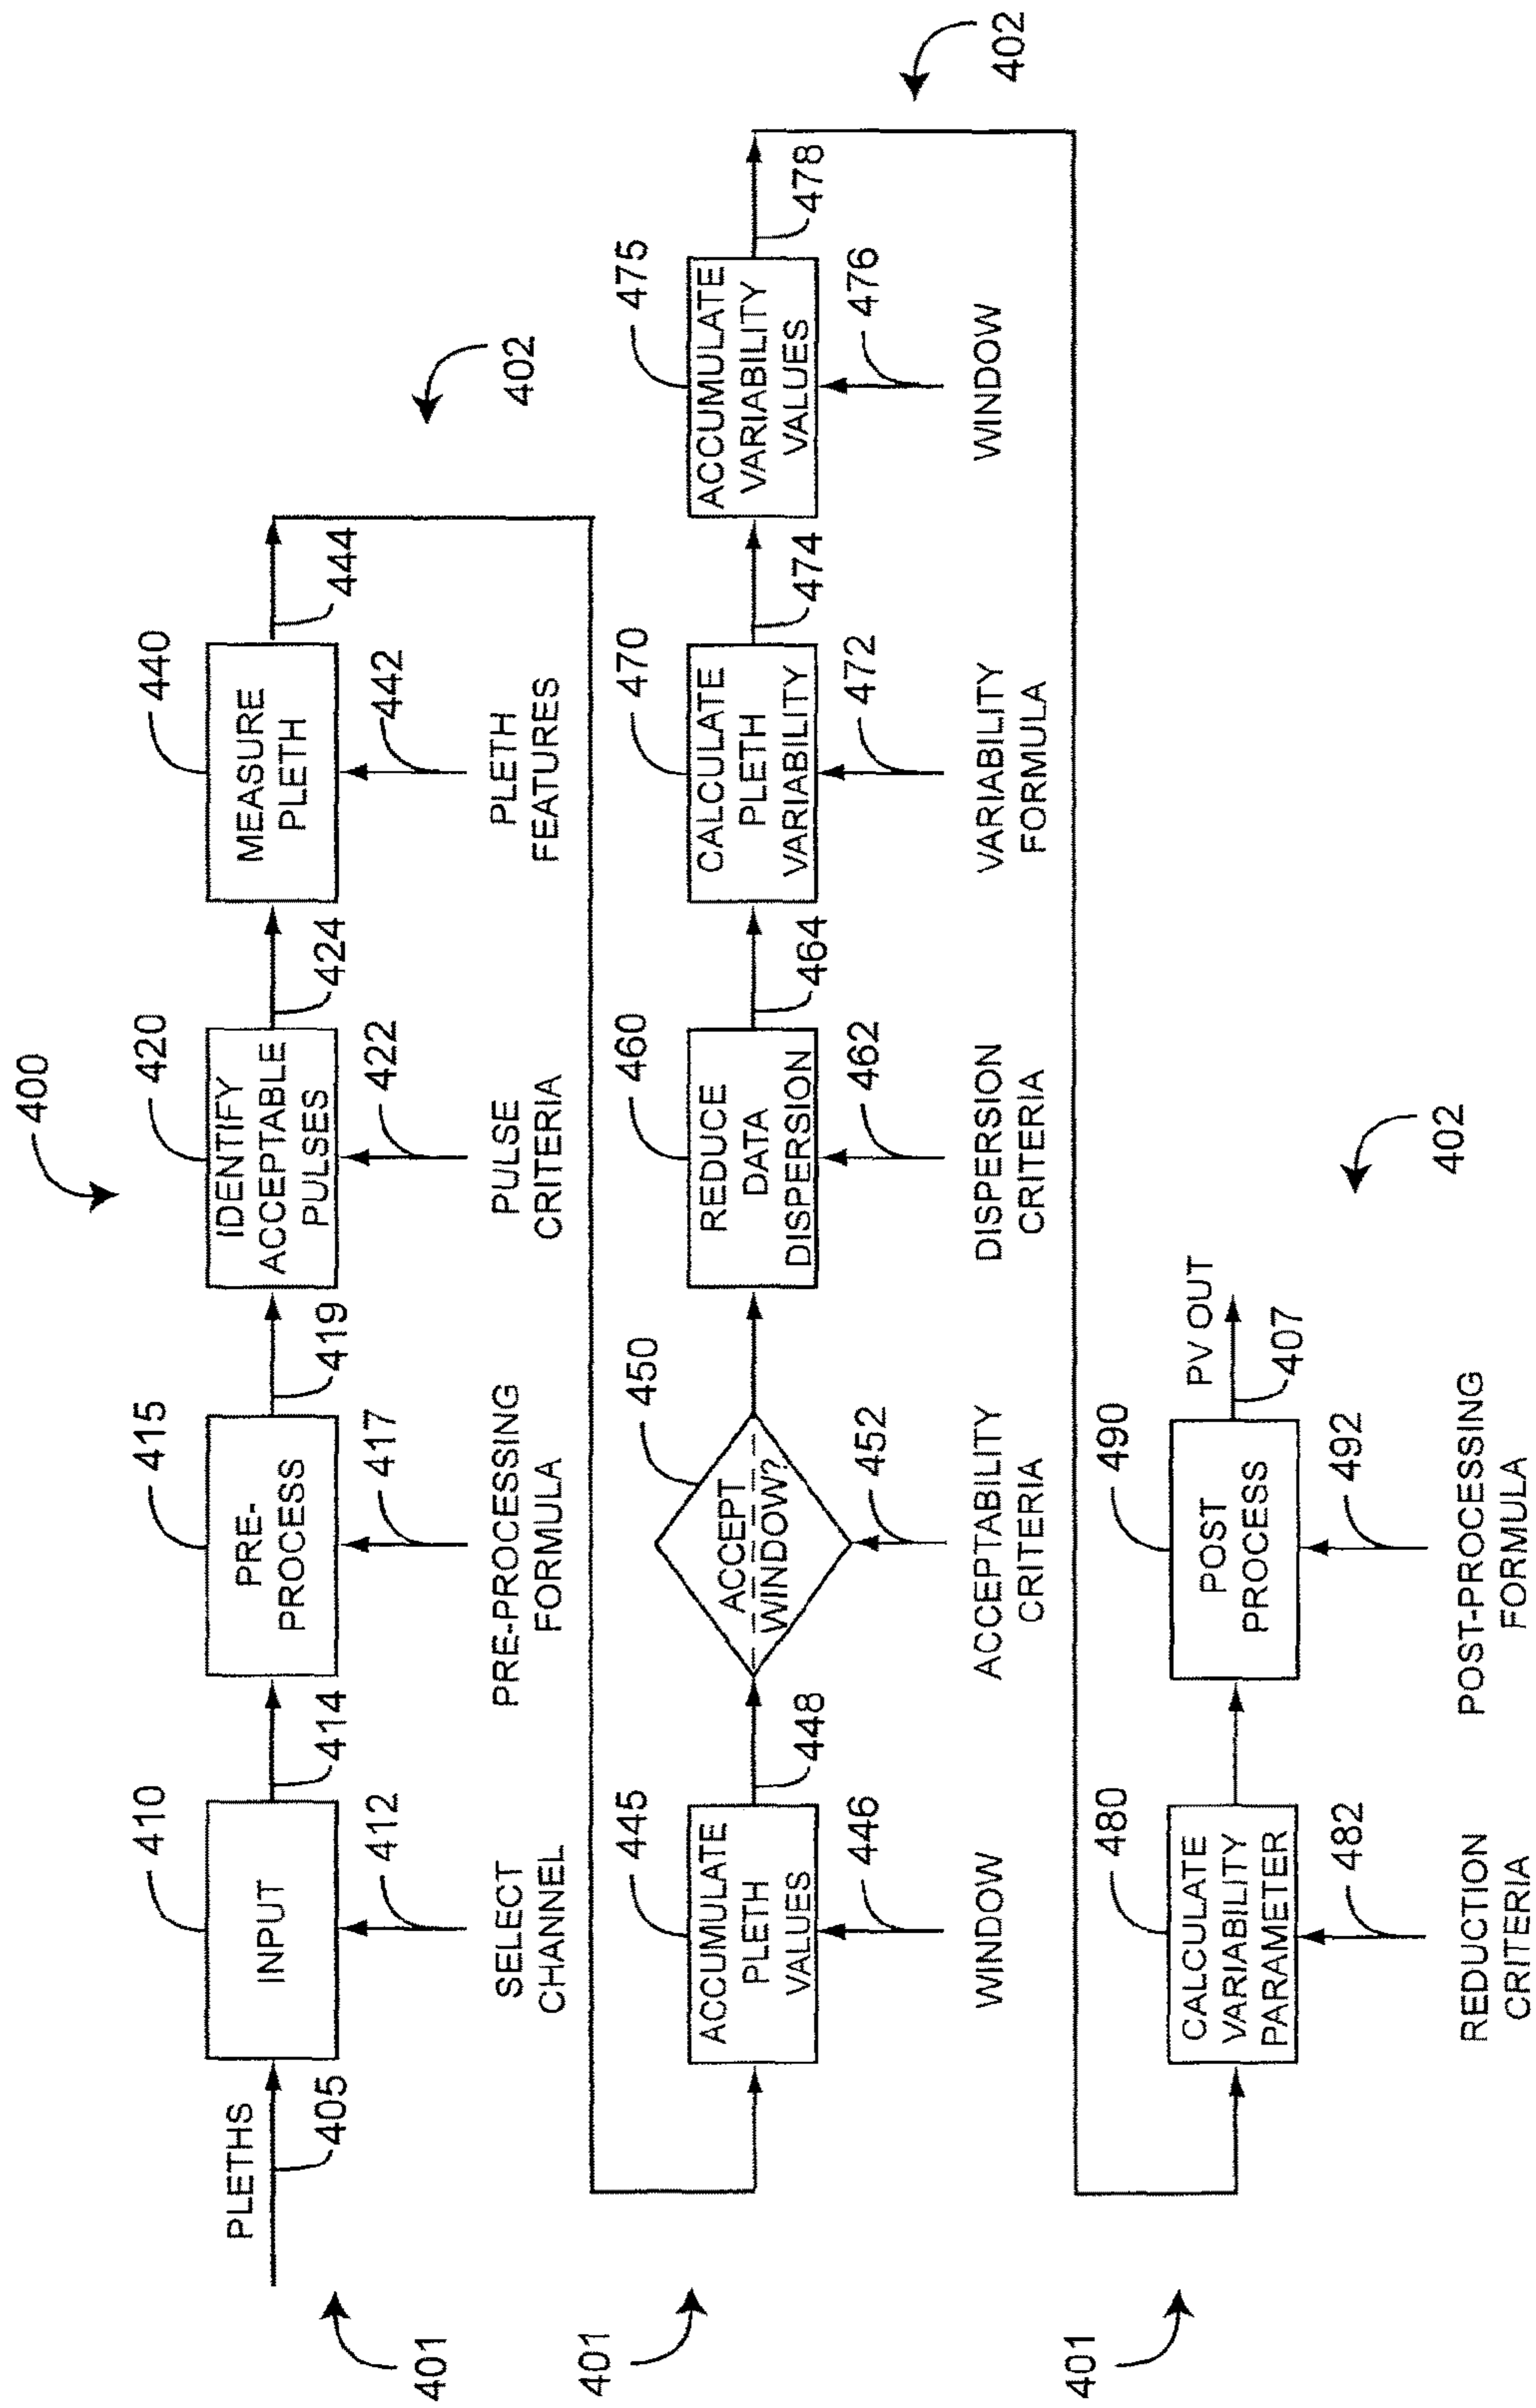 400
PLETHS
405
410
INPUT
412
SELECT
CHANNEL
414
415
PRE-
PROCESS
417
PRE-PROCESSING
FORMULA
419
420
IDENTIFY
ACCEPTABLE
PULSES
422
PULSE
CRITERIA
424
440
MEASURE
PLETH
442
PLETH
FEATURES
444
401
402
445
ACCUMULATE
PLETH
VALUES
446
WINDOW
448
450
ACCEPT
WINDOW?
452
ACCEPTABILITY
CRITERIA
460
REDUCE
DATA
DISPERSION
462
DISPERSION
CRITERIA
464
470
CALCULATE
PLETH
VARIABILITY
472
VARIABILITY
FORMULA
474
475
ACCUMULATE
VARIABILITY
VALUES
476
WINDOW
478
401
402
480
CALCULATE
VARIABILITY
PARAMETER
482
REDUCTION
CRITERIA
490
POST
PROCESS
492
POST-PROCESSING
FORMULA
PV OUT
407
401
402